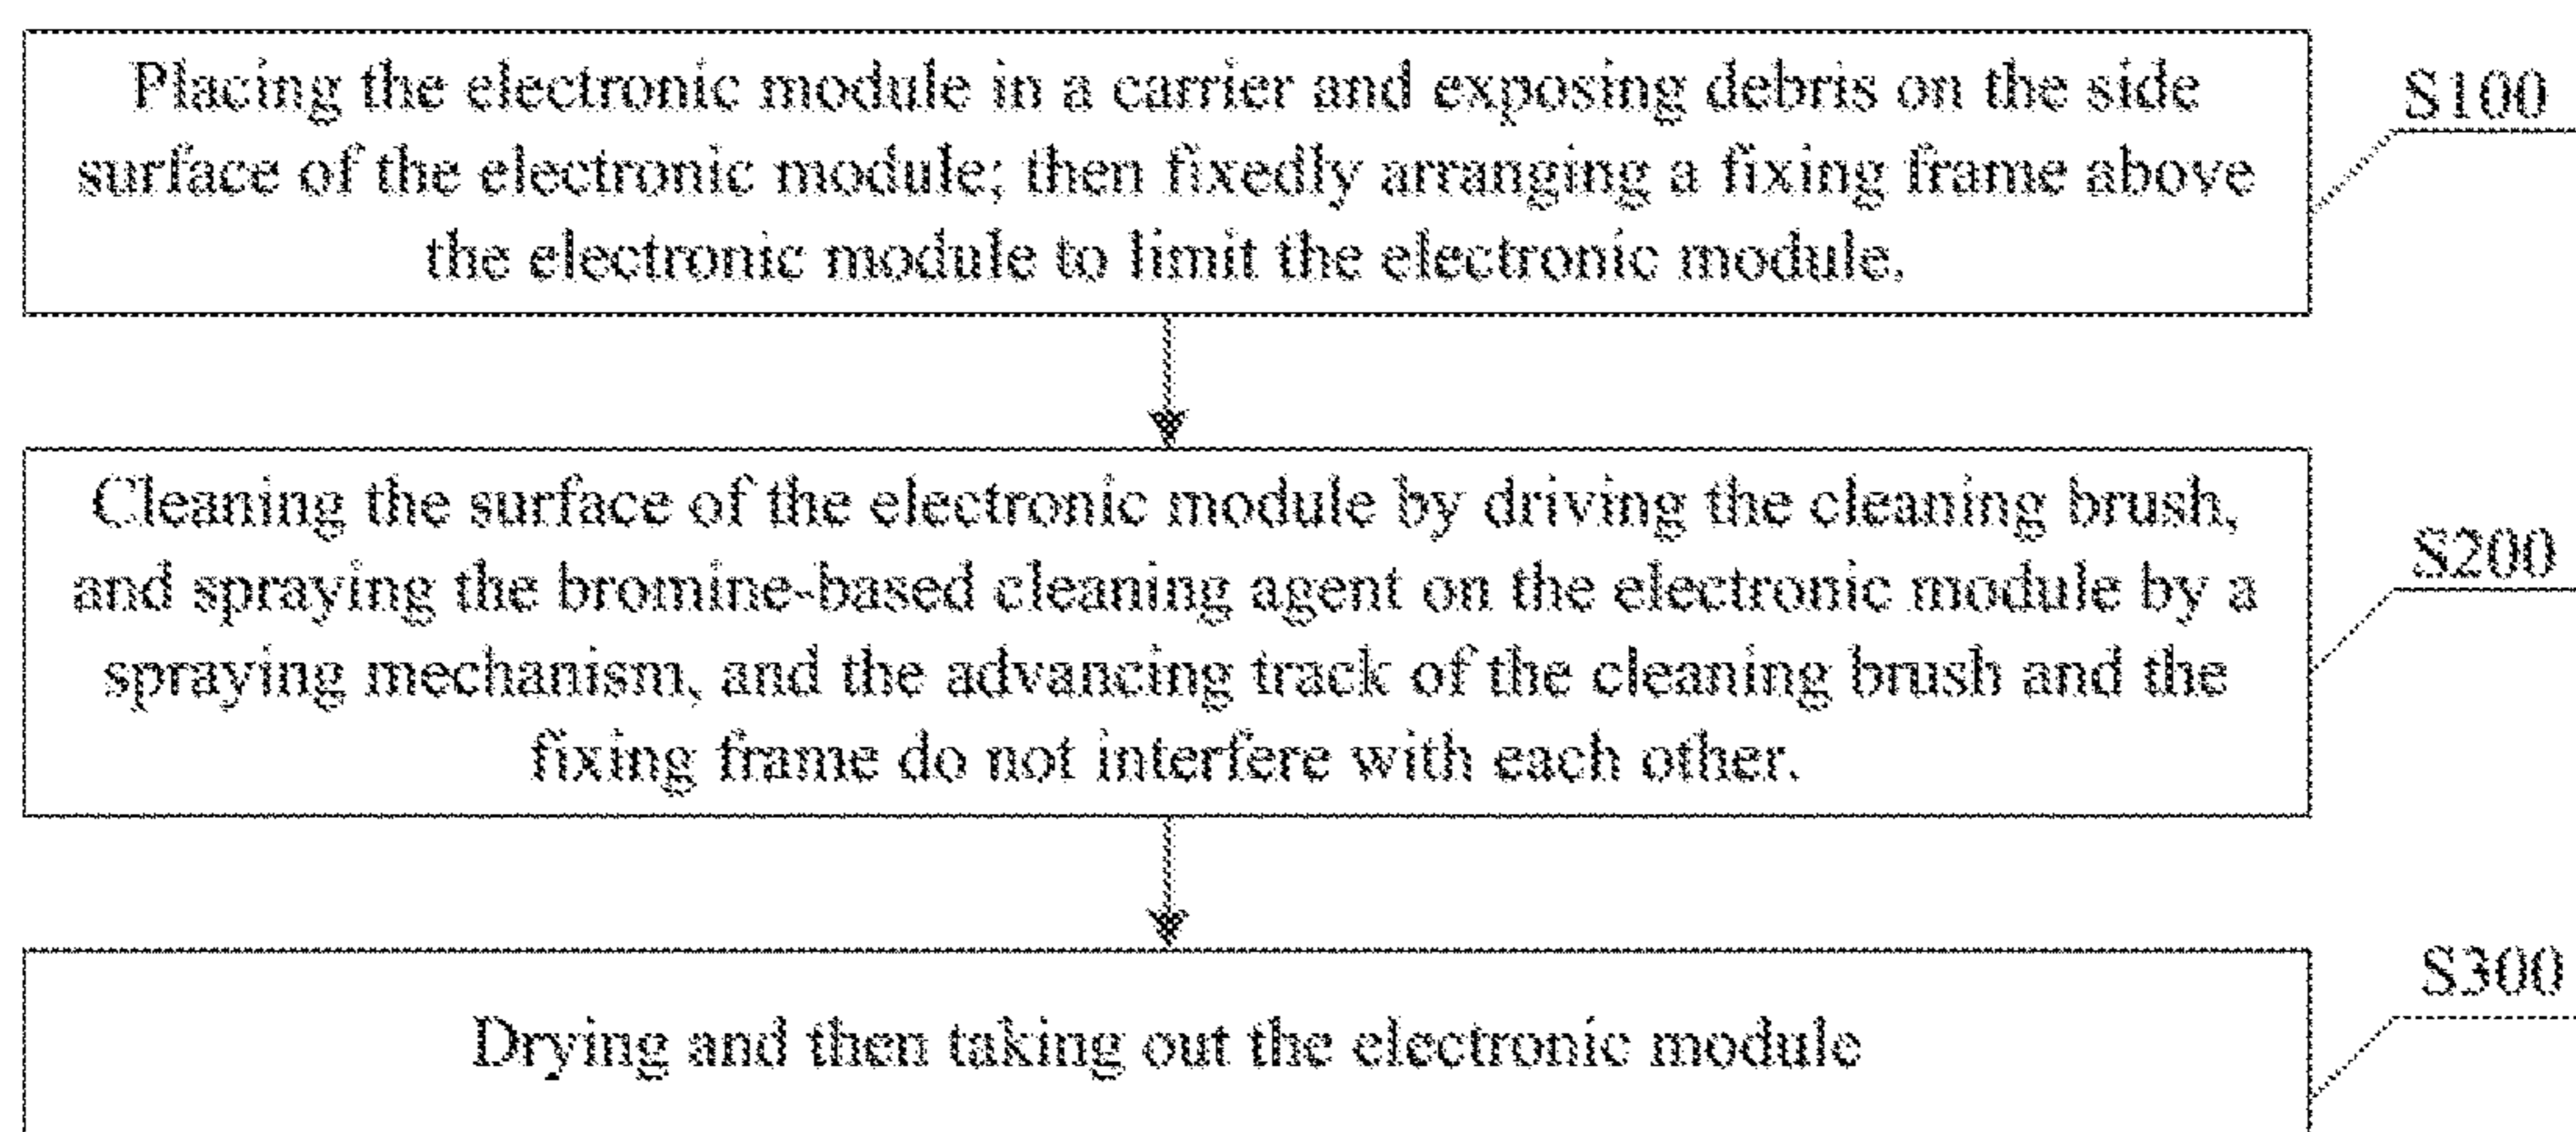 Placing the electronic module in a carrier and exposing debris on the side
surface of the electronic module; then fixedly arranging a fixing frame above
the electronic module to limit the electronic module.
S100
Cleaning the surface of the electronic module by driving the cleaning brush,
and spraying the bromine-based cleaning agent on the electronic module by a
spraying mechanism, and the advancing track of the cleaning brush and the
fixing frame do not interfere with each other.
S200
Drying and then taking out the electronic module
S300